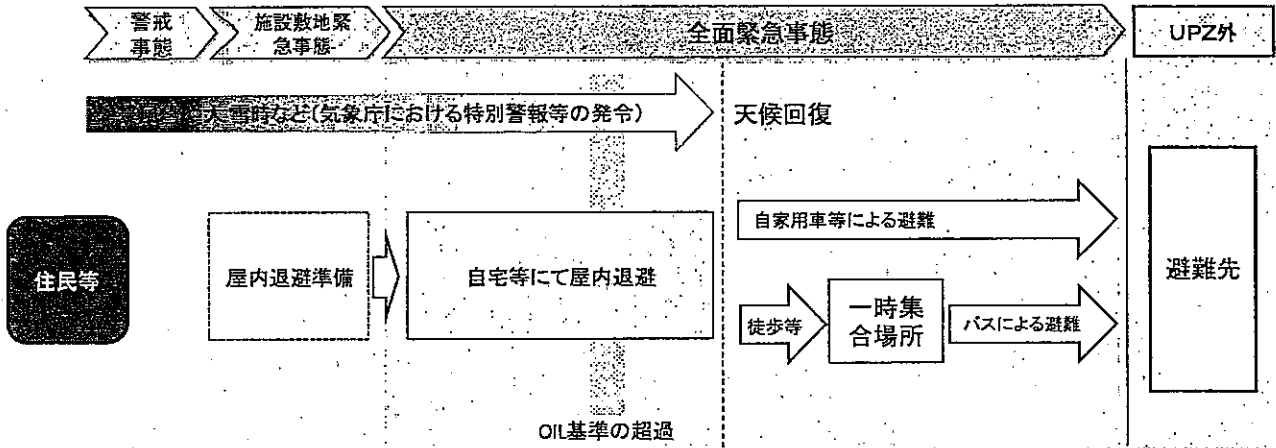 警戒
事態
施設敷地緊
急事態
全面緊急事態
UPZ外
大雪時など(気象庁における特別警報等の発令)
天候回復
住民等
屋内退避準備
自宅等にて屋内退避
自家用車等による避難
徒歩等
一時集
合場所
バスによる避難
避難先
OIL基準の超過